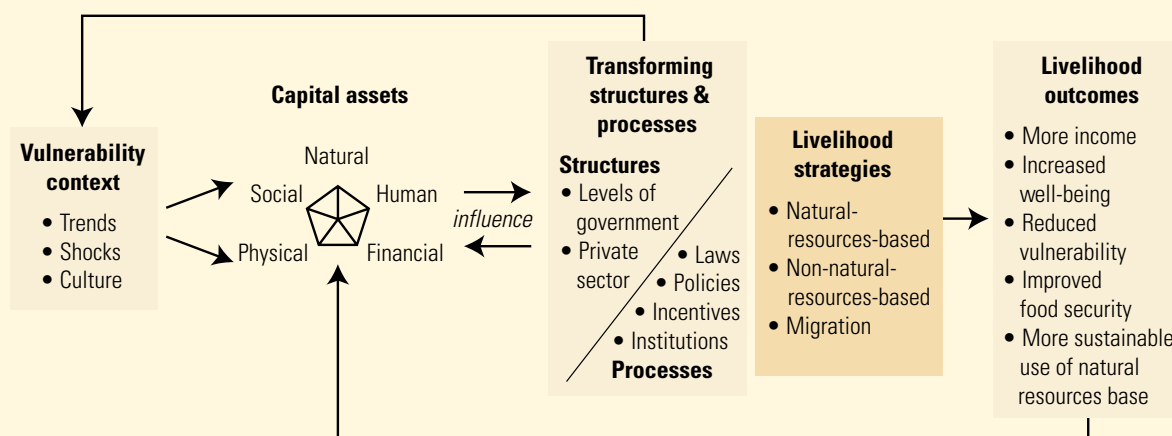 Vulnerability
context
• Trends
• Shocks
• Culture
Capital assets
Natural
Social
Human
Physical
Financial
influence
Transforming
structures &
processes
Structures
• Levels of
government
• Private
sector
• Laws
• Policies
• Incentives
• Institutions
Processes
Livelihood
strategies
• Natural-
resources-based
• Non-natural-
resources-based
• Migration
Livelihood
outcomes
• More income
• Increased
well-being
• Reduced
vulnerability
• Improved
food security
• More sustainable
use of natural
resources base